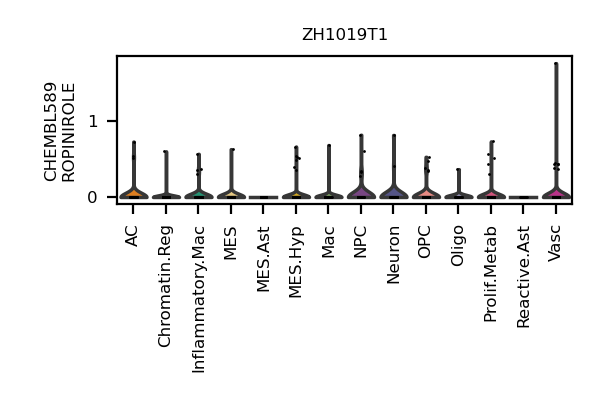 ZH1019T1
CHEMBL589
ROPINIROLE
1
0
AC
Chromatin.Reg
Inflammatory.Mac
MES
MES.Ast
MES.Hyp
Mac
NPC
Neuron
OPC
Oligo
Prolif.Metab
Reactive.Ast
Vasc